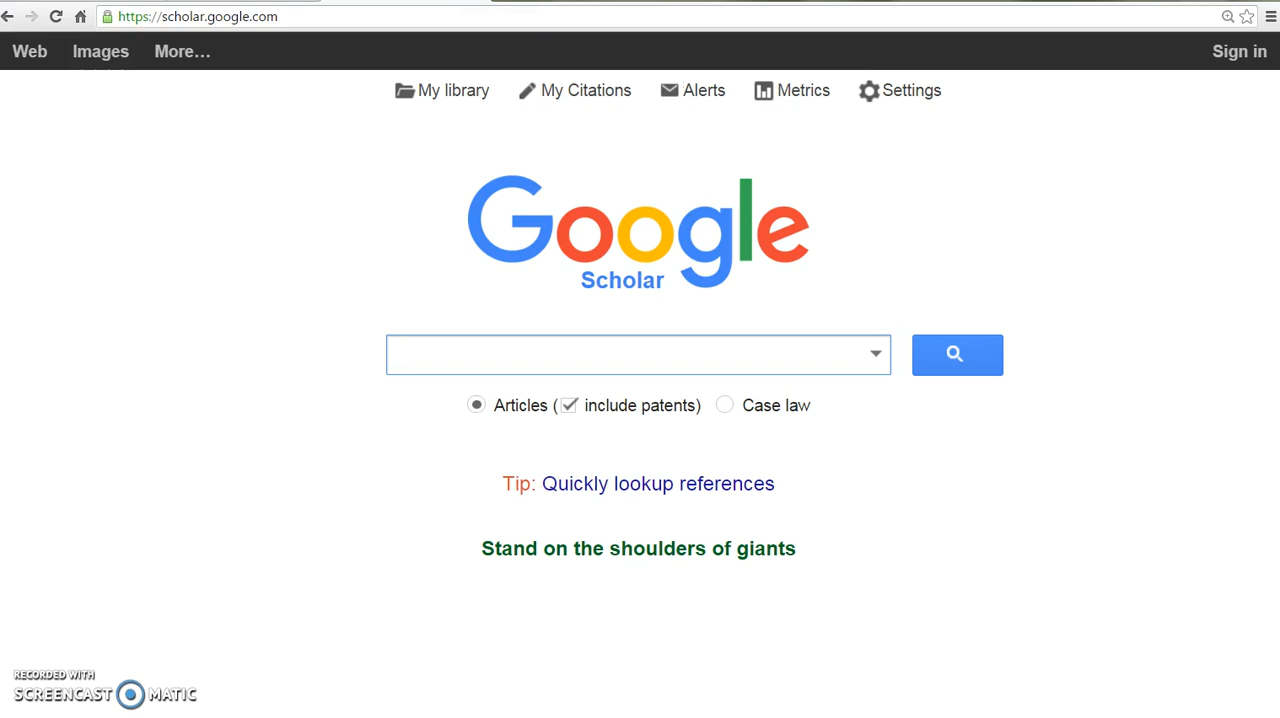 https://scholar.google.com
Web Images More... Sign in
My library My Citations Alerts Metrics Settings
Google
Scholar
Articles ( include patents) Case law
Tip: Quickly lookup references
Stand on the shoulders of giants
RECORDED WITH
SCREENCAST MATIC